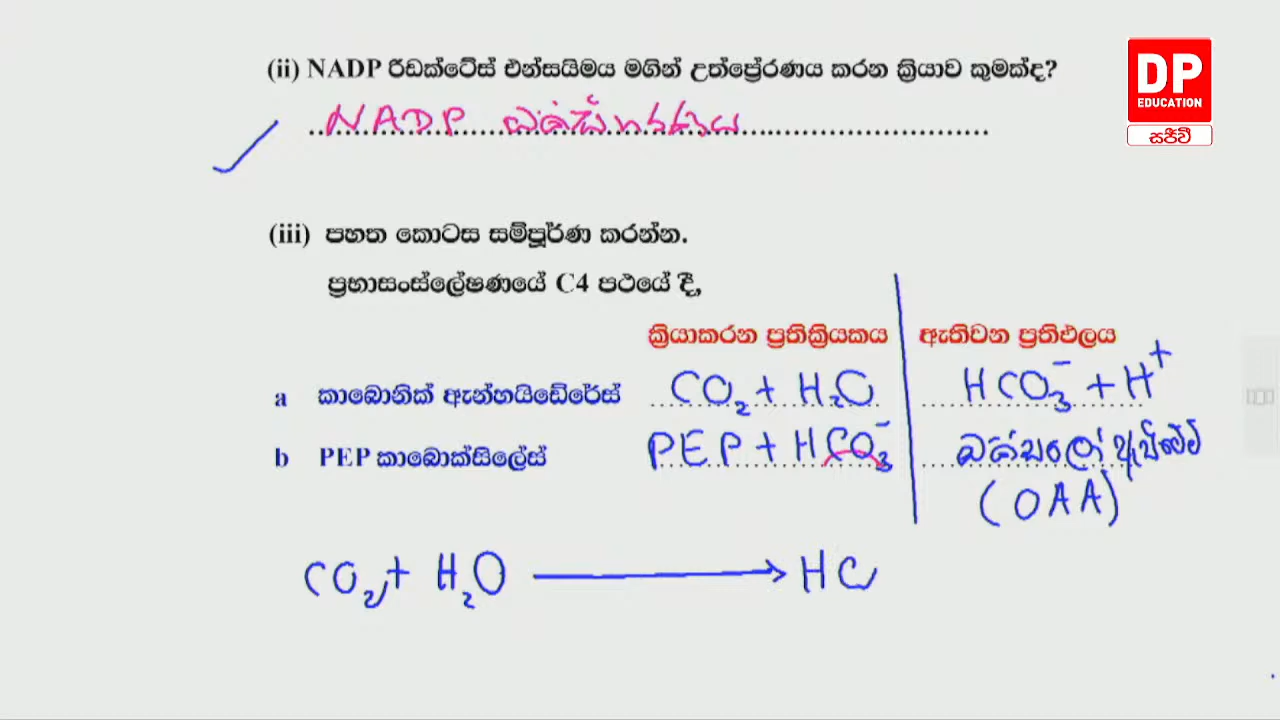 DP
EDUCATION
සජීවී
(ii) NADP රිඩක්ටේස් එන්සයිමය මගින් උත්ප්‍රේරණය කරන ක්‍රියාව කුමක්ද?
NADP ඔක්සිහරණය
(iii) පහත කොටස සම්පූර්ණ කරන්න.
ප්‍රභාසංස්ලේෂණයේ C4 පථයේ දී,
ක්‍රියාකරන ප්‍රතික්‍රියකය ඇතිවන ප්‍රතිඵලය
a කාබොනික් ඇන්හයිඩේරේස් CO₂ + H₂O HCO₃⁻ + H⁺
b PEP කාබොක්සිලේස් PEP + HCO₃⁻ ඔක්සලෝ ඇසිටේට්
(OAA)
CO₂ + H₂O → HC